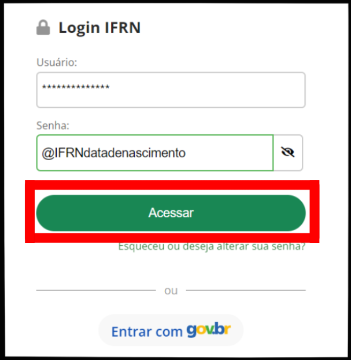 Login IFRN
Usuário:
**************
Senha:
@IFRNdatadenascimento
Acessar
Esqueceu ou deseja alterar sua senha?
ou
Entrar com gov.br